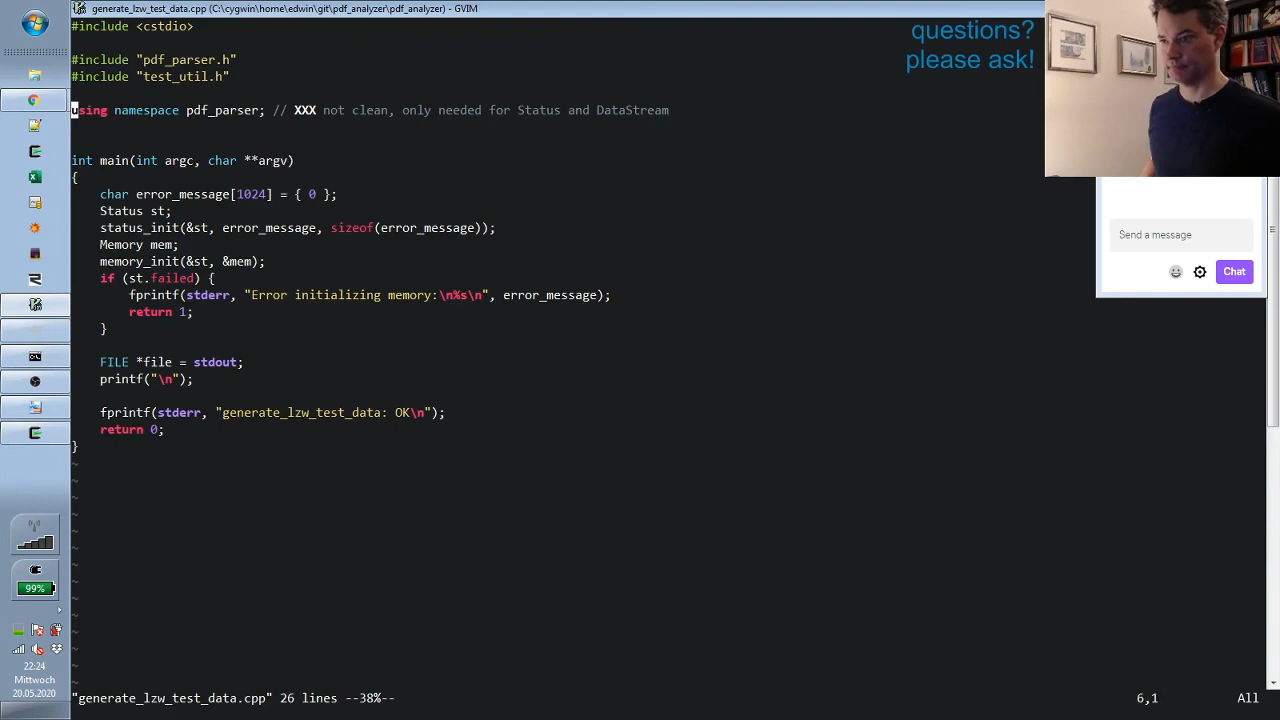 generate_lzw_test_data.cpp (C:\cygwin\home\edwin\git\pdf_analyzer\pdf_analyzer) - GVIM
#include <cstdio>
questions?
please ask!
#include "pdf_parser.h"
#include "test_util.h"
using namespace pdf_parser; // XXX not clean, only needed for Status and DataStream
int main(int argc, char **argv)
{
char error_message[1024] = { 0 };
Status st;
status_init(&st, error_message, sizeof(error_message));
Memory mem;
memory_init(&st, &mem);
if (st.failed) {
fprintf(stderr, "Error initializing memory:\n%s\n", error_message);
return 1;
}
FILE *file = stdout;
printf("\n");
fprintf(stderr, "generate_lzw_test_data: OK\n");
return 0;
}
~
~
~
~
~
~
~
~
~
~
~
~
~
~
"generate_lzw_test_data.cpp" 26 lines --38%--
6,1
All
Send a message
Chat
99%
22:24
Mittwoch
20.05.2020